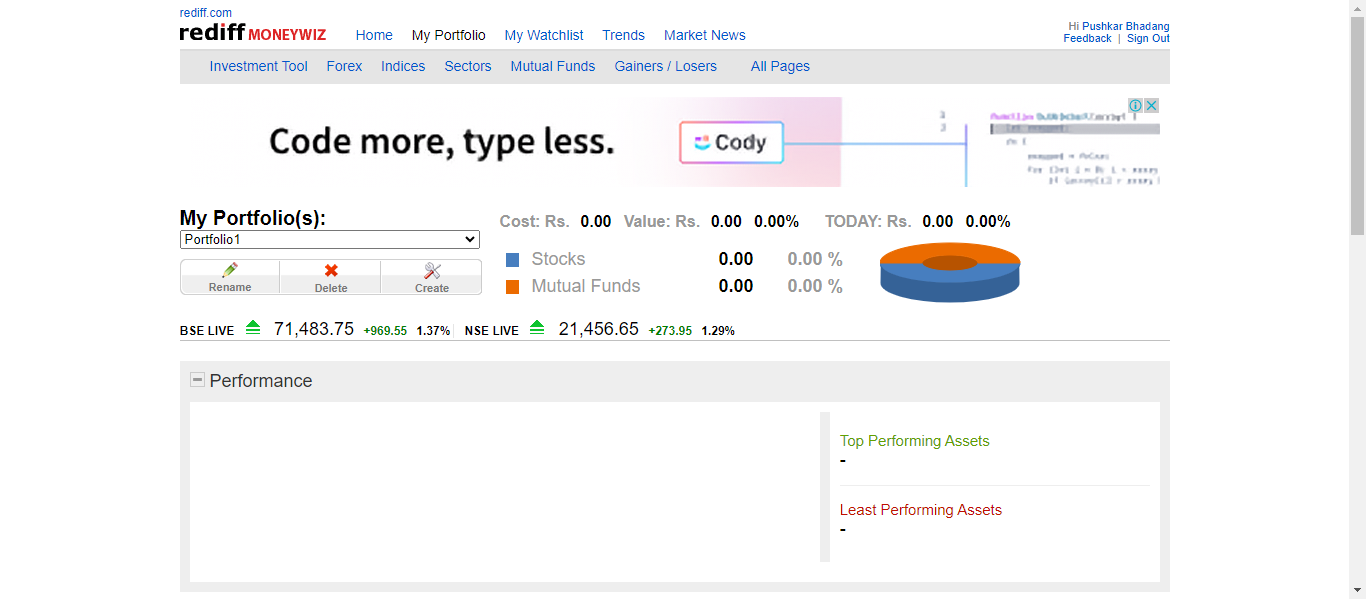 rediff.com
rediff MONEYWIZ Home My Portfolio My Watchlist Trends Market News
Hi Pushkar Bhadang
Feedback | Sign Out
Investment Tool Forex Indices Sectors Mutual Funds Gainers / Losers All Pages
Code more, type less.
Cody
My Portfolio(s):
Portfolio1
Rename Delete Create
Cost: Rs. 0.00 Value: Rs. 0.00 0.00% TODAY: Rs. 0.00 0.00%
Stocks 0.00 0.00 %
Mutual Funds 0.00 0.00 %
BSE LIVE 71,483.75 +969.55 1.37% NSE LIVE 21,456.65 +273.95 1.29%
Performance
Top Performing Assets
-
Least Performing Assets
-